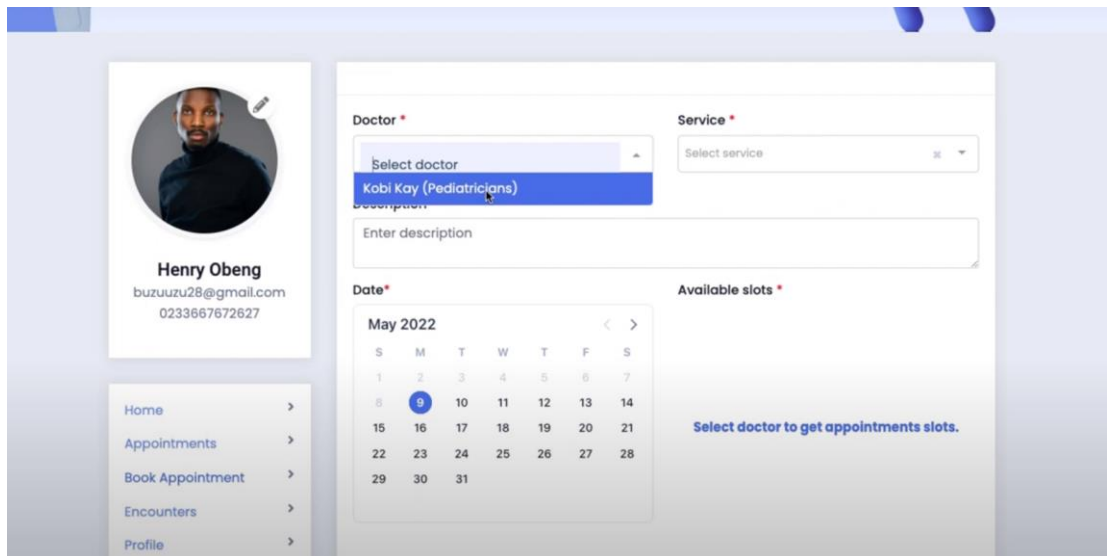 Henry Obeng
buzuuzu28@gmail.com
0233667672627
Home
Appointments
Book Appointment
Encounters
Profile
Doctor *
Service *
Select doctor
Select service
Kobi Kay (Pediatricians)
Description
Enter description
Date*
Available slots *
May 2022
S M T W T F S
1 2 3 4 5 6 7
8 9 10 11 12 13 14
15 16 17 18 19 20 21
22 23 24 25 26 27 28
29 30 31
Select doctor to get appointments slots.